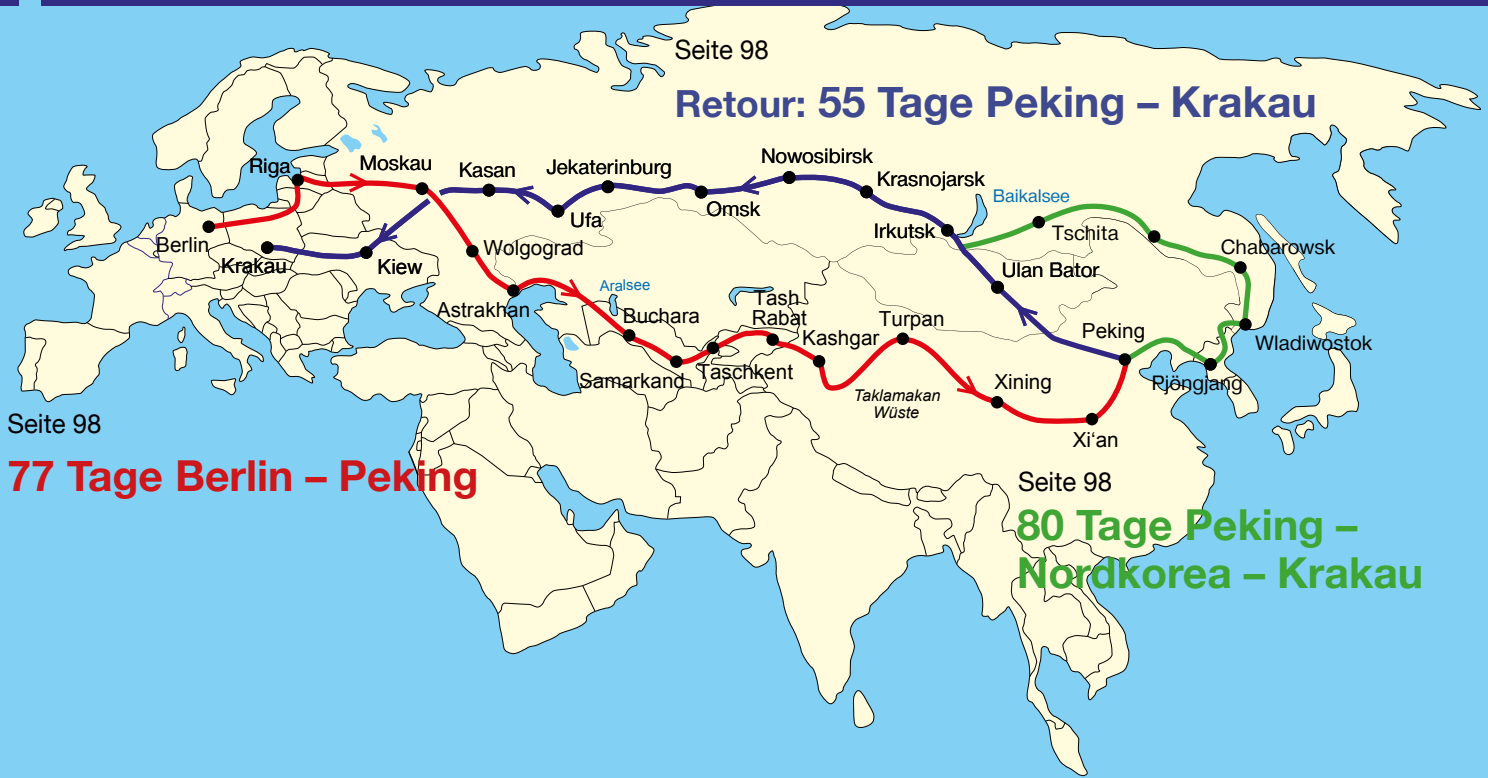 Seite 98
Retour: 55 Tage Peking – Krakau
Riga
Moskau
Kasan
Jekaterinburg
Nowosibirsk
Krasnojarsk
Baikalsee
Omsk
Ufa
Irkutsk
Tschita
Chabarowsk
Berlin
Krakau
Kiew
Wolgograd
Ulan Bator
Astrakhan
Aralsee
Buchara
Tash
Rabat
Kashgar
Turpan
Peking
Wladiwostok
Samarkand
Taschkent
Pjöngjang
Taklamakan
Wüste
Xining
Xi‘an
Seite 98
77 Tage Berlin – Peking
Seite 98
80 Tage Peking –
Nordkorea – Krakau